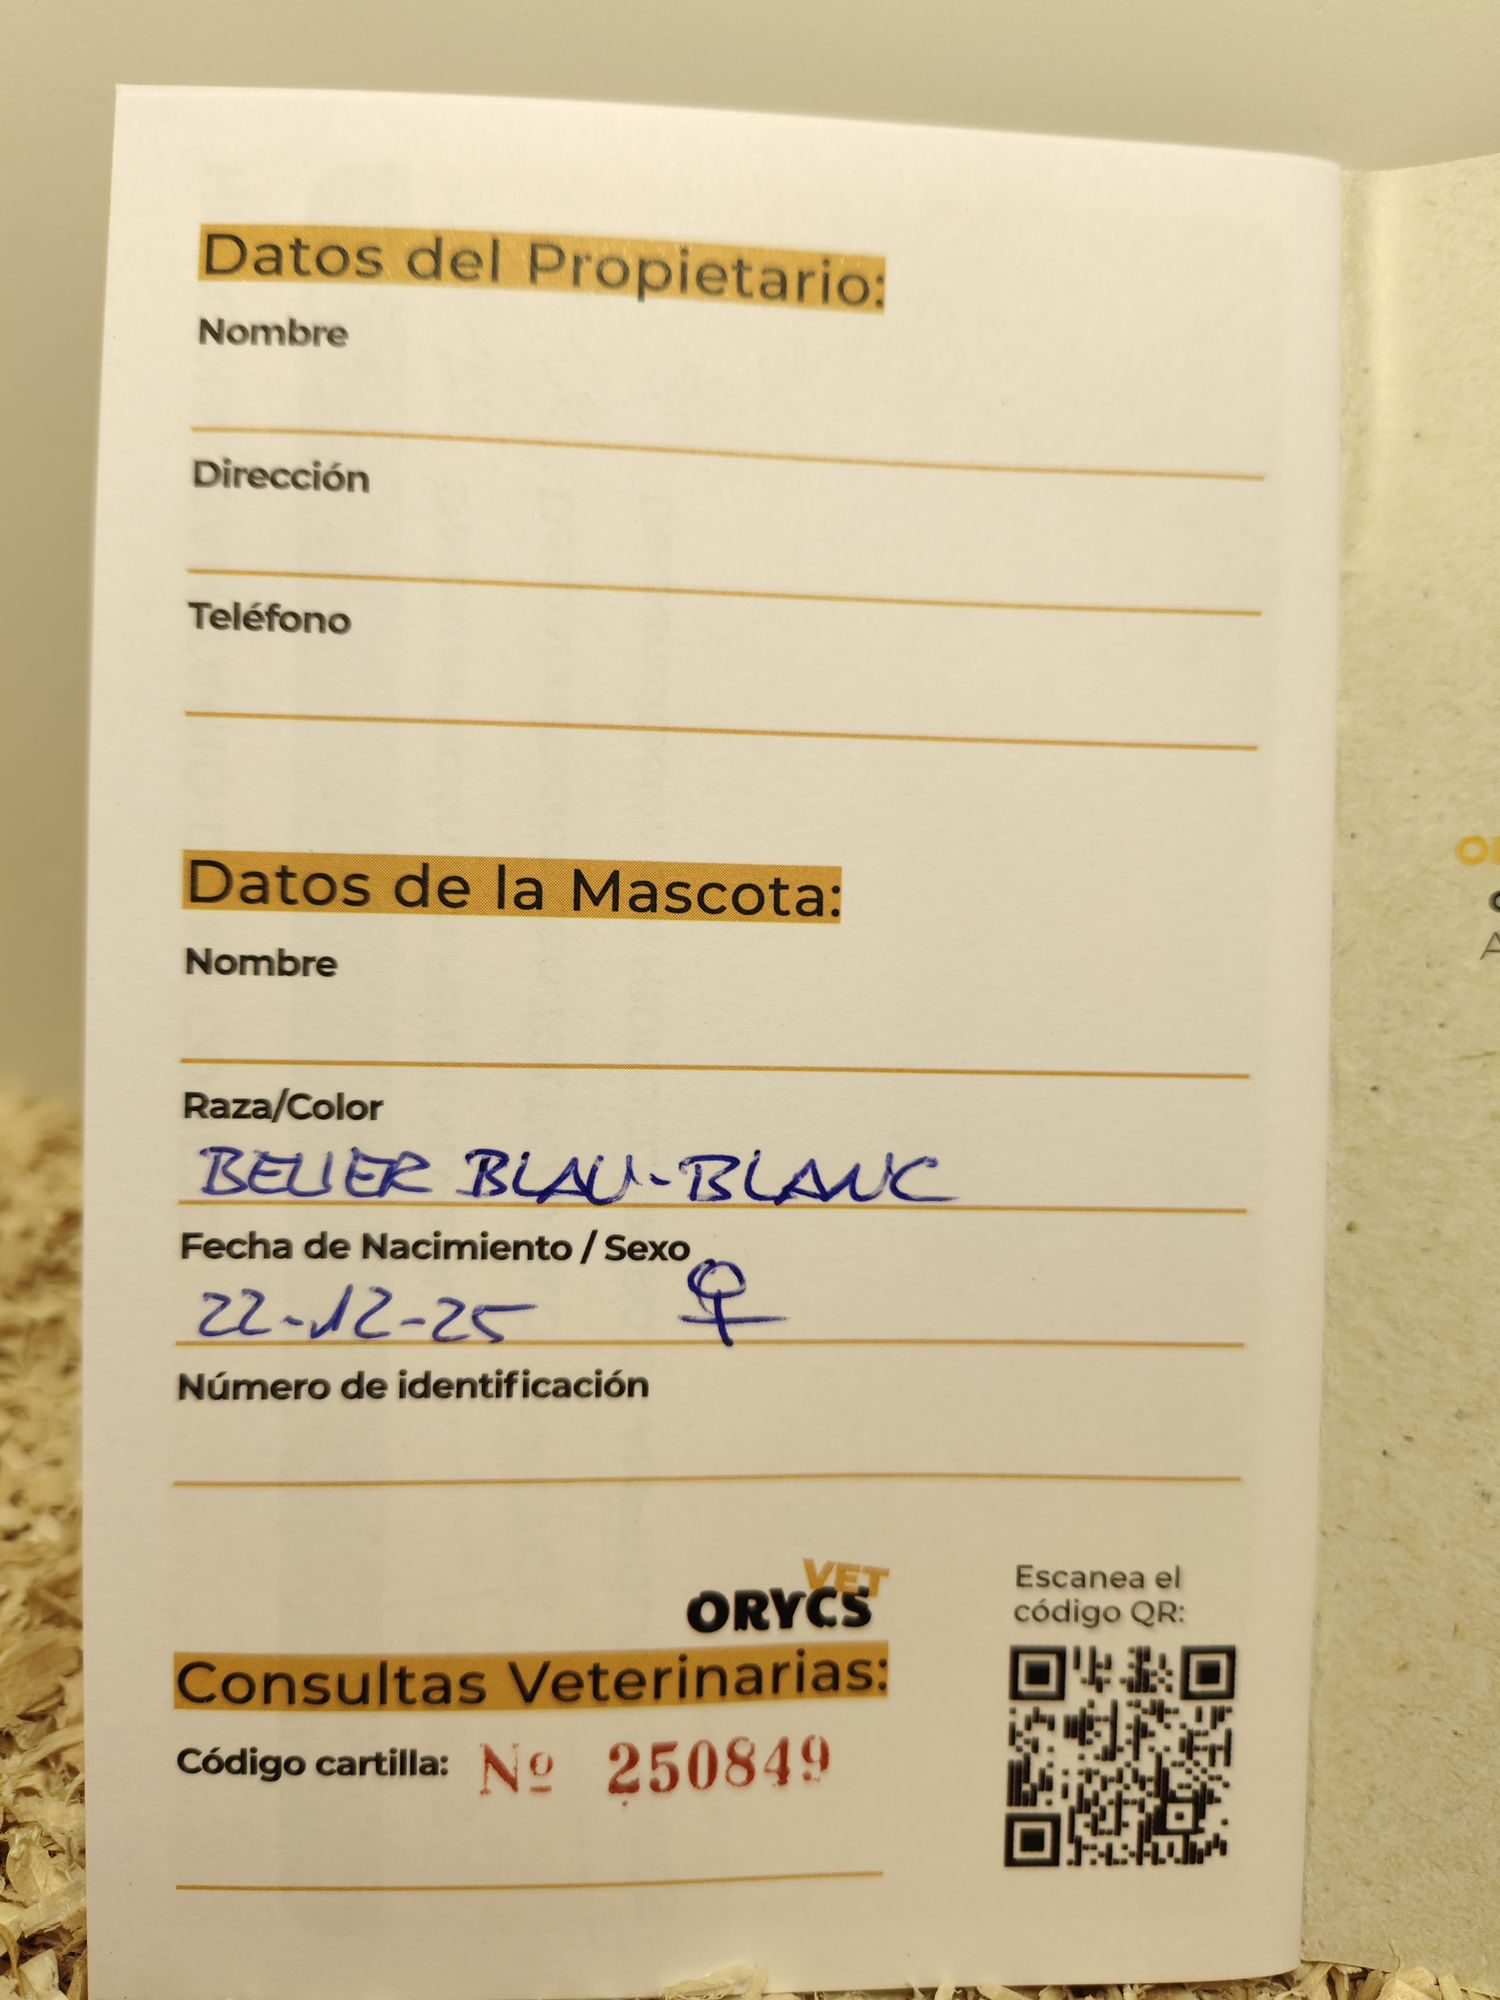 Datos del Propietario:
Nombre
Dirección
Teléfono
Datos de la Mascota:
Nombre
Raza/Color
BELIER BLAU-BLANC
Fecha de Nacimiento / Sexo
22-12-25 ♀
Número de identificación
VET
ORYCS
Consultas Veterinarias:
Código cartilla: Nº 250849
Escanea el
código QR: